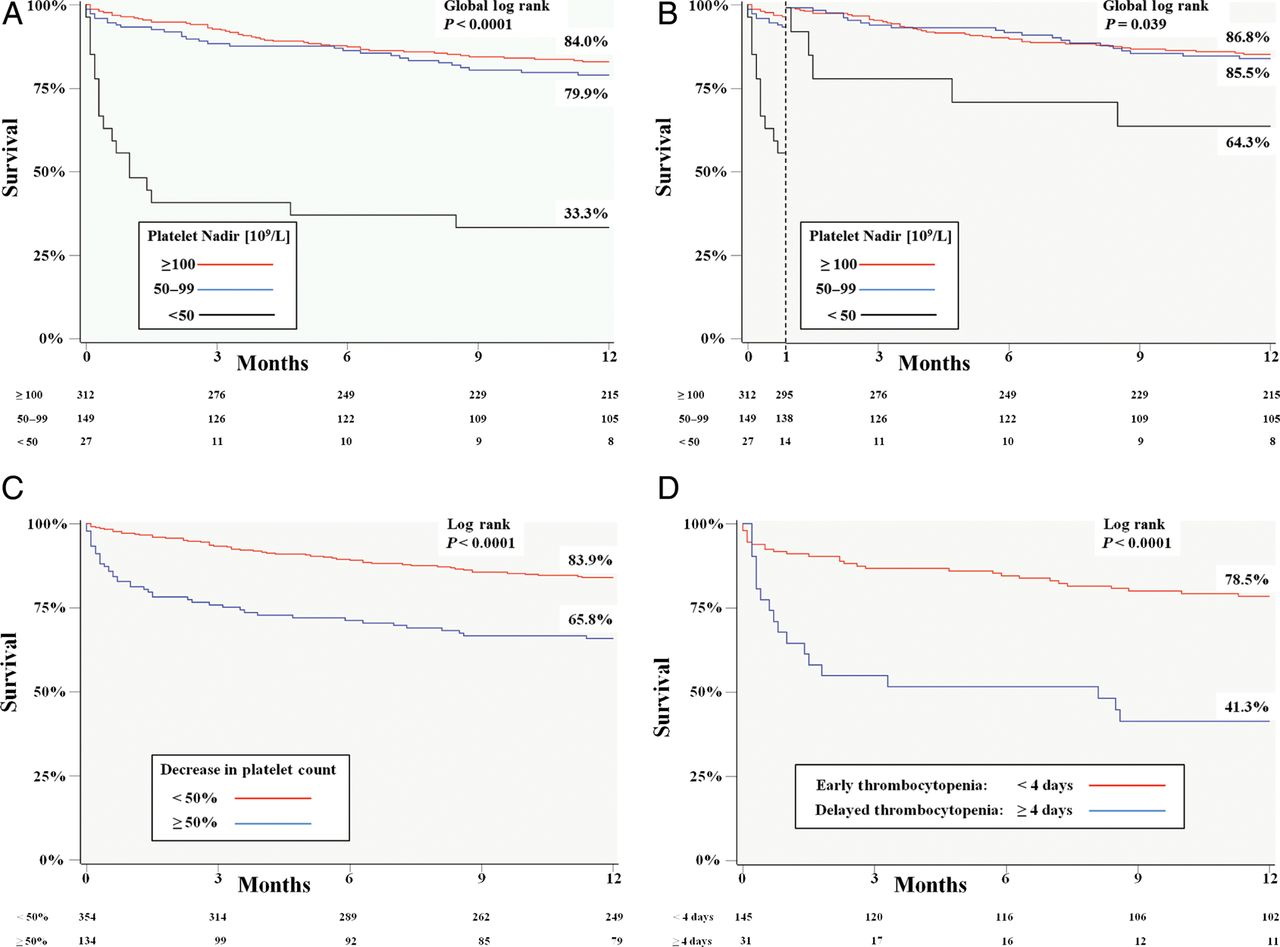 A
Global log rank
P < 0.0001
100%
75%
50%
25%
0%
Survival
84.0%
79.9%
33.3%
Platelet Nadir [10⁹/L]
≥100
50–99
<50
0 3 6 9 12
Months
≥ 100 312 276 249 229 215
50–99 149 126 122 109 105
< 50 27 11 10 9 8
B
Global log rank
P = 0.039
100%
75%
50%
25%
0%
Survival
86.8%
85.5%
64.3%
Platelet Nadir [10⁹/L]
≥ 100
50–99
< 50
0 1 3 6 9 12
Months
≥ 100 312 295 276 249 229 215
50–99 149 138 126 122 109 105
< 50 27 14 11 10 9 8
C
Log rank
P < 0.0001
100%
75%
50%
25%
0%
Survival
83.9%
65.8%
Decrease in platelet count
< 50%
≥ 50%
0 3 6 9 12
Months
< 50% 354 314 289 262 249
≥ 50% 134 99 92 85 79
D
Log rank
P < 0.0001
100%
75%
50%
25%
0%
Survival
78.5%
41.3%
Early thrombocytopenia: < 4 days
Delayed thrombocytopenia: ≥ 4 days
0 3 6 9 12
Months
< 4 days 145 120 116 106 102
≥ 4 days 31 17 16 12 11